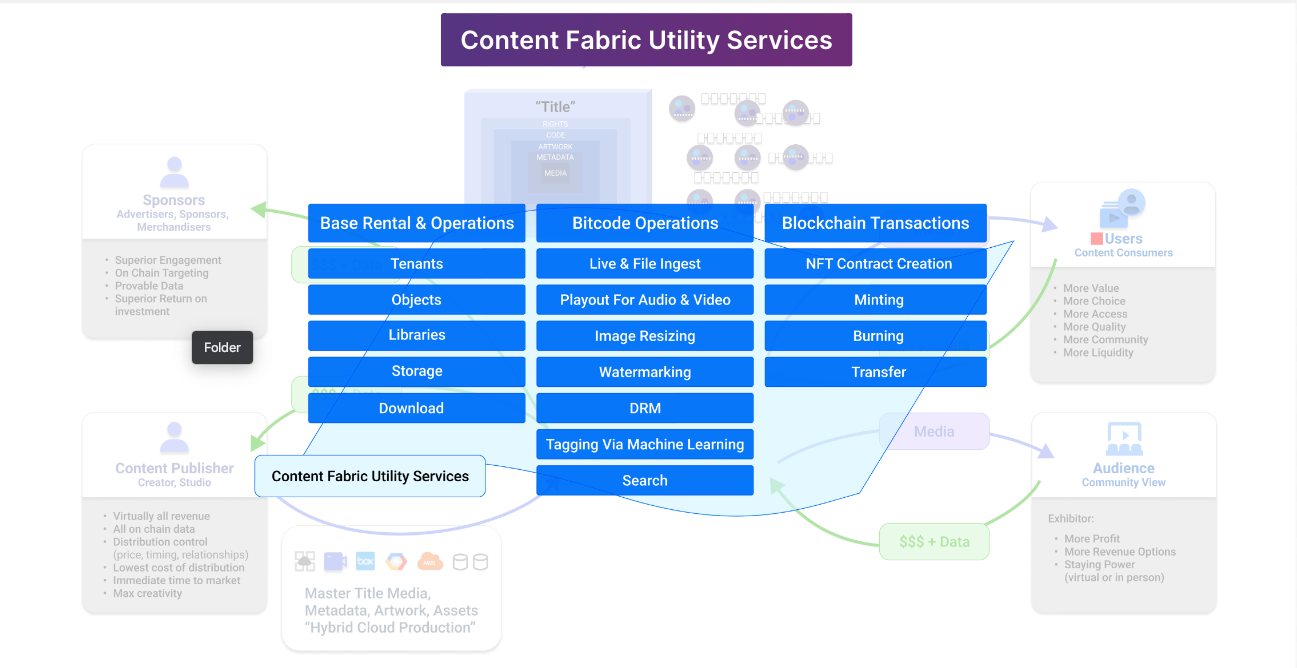 Content Fabric Utility Services
“Title”
RIGHTS
CODE
ARTWORK
METADATA
MEDIA
Sponsors
Advertisers, Sponsors,
Merchandisers
• Superior Engagement
• On Chain Targeting
• Provable Data
• Superior Return on
investment
Folder
Content Publisher
Creator, Studio
• Virtually all revenue
• All on chain data
• Distribution control
(price, timing, relationships)
• Lowest cost of distribution
• Immediate time to market
• Max creativity
Base Rental & Operations
Tenants
Objects
Libraries
Storage
Download
Bitcode Operations
Live & File Ingest
Playout For Audio & Video
Image Resizing
Watermarking
DRM
Tagging Via Machine Learning
Search
Blockchain Transactions
NFT Contract Creation
Minting
Burning
Transfer
Content Fabric Utility Services
box
aws
Master Title Media,
Metadata, Artwork, Assets
“Hybrid Cloud Production”
Users
Content Consumers
• More Value
• More Choice
• More Access
• More Quality
• More Community
• More Liquidity
Media
$$$ + Data
Audience
Community View
Exhibitor:
• More Profit
• More Revenue Options
• Staying Power
(virtual or in person)